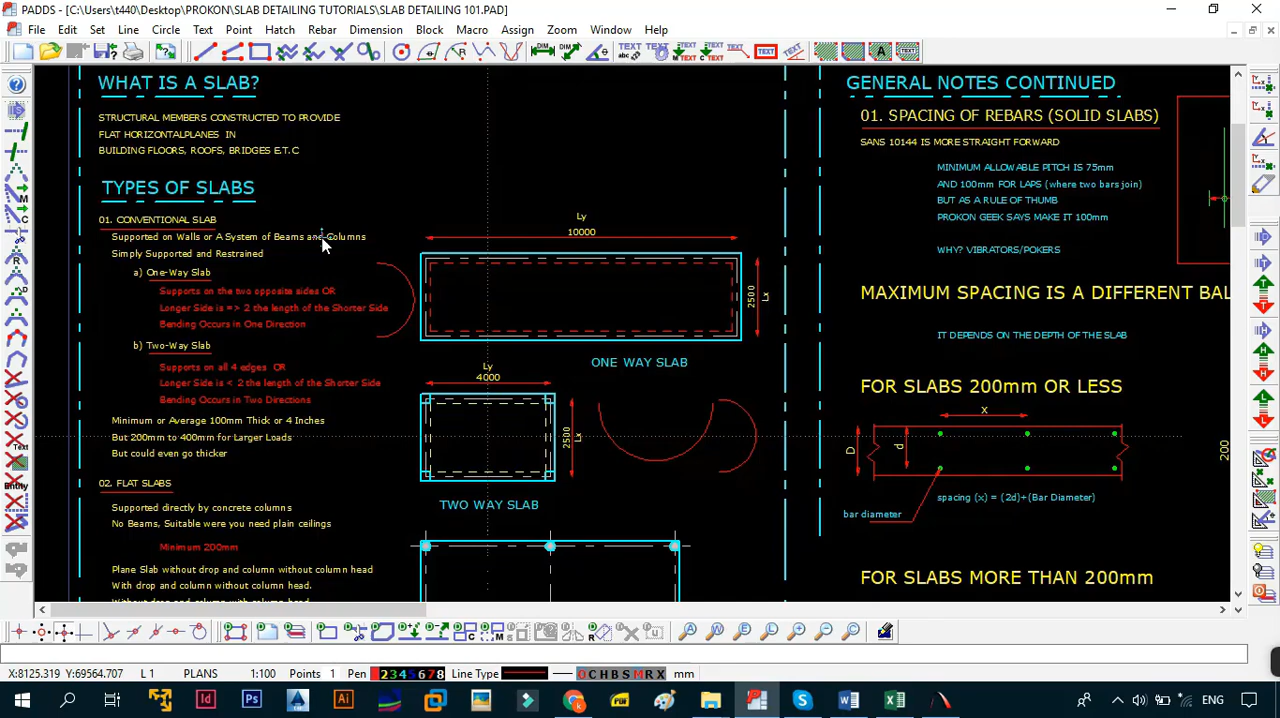 PADDS - [C:\Users\t440\Desktop\PROKON\SLAB DETAILING TUTORIALS\SLAB DETAILING 101.PAD]
File Edit Set Line Circle Text Point Hatch Rebar Dimension Block Macro Assign Zoom Window Help
WHAT IS A SLAB?
STRUCTURAL MEMBERS CONSTRUCTED TO PROVIDE
FLAT HORIZONTALPLANES IN
BUILDING FLOORS, ROOFS, BRIDGES E.T.C
TYPES OF SLABS
01. CONVENTIONAL SLAB
Supported on Walls or A System of Beams and Columns
Simply Supported and Restrained
a) One-Way Slab
Supports on the two opposite sides OR
Longer Side is => 2 the length of the Shorter Side
Bending Occurs in One Direction
b) Two-Way Slab
Supports on all 4 edges OR
Longer Side is < 2 the length of the Shorter Side
Bending Occurs in Two Directions
Minimum or Average 100mm Thick or 4 Inches
But 200mm to 400mm for Larger Loads
But could even go thicker
02. FLAT SLABS
Supported directly by concrete columns
No Beams, Suitable were you need plain ceilings
Minimum 200mm
Plane Slab without drop and column without column head
With drop and column without column head.
Without drop and column with column head
Ly
10000
2500
Lx
ONE WAY SLAB
Ly
4000
2500
Lx
TWO WAY SLAB
GENERAL NOTES CONTINUED
01. SPACING OF REBARS (SOLID SLABS)
SANS 10144 IS MORE STRAIGHT FORWARD
MINIMUM ALLOWABLE PITCH IS 75mm
AND 100mm FOR LAPS (where two bars join)
BUT AS A RULE OF THUMB
PROKON GEEK SAYS MAKE IT 100mm
WHY? VIBRATORS/POKERS
MAXIMUM SPACING IS A DIFFERENT BAL
IT DEPENDS ON THE DEPTH OF THE SLAB
FOR SLABS 200mm OR LESS
x
D
d
200
spacing (x) = (2d)+(Bar Diameter)
bar diameter
FOR SLABS MORE THAN 200mm
X:8125.319 Y:69564.707 L 1 PLANS 1:100 Points 1 Pen 12345678 Line Type OCHBSMRX mm
ENG